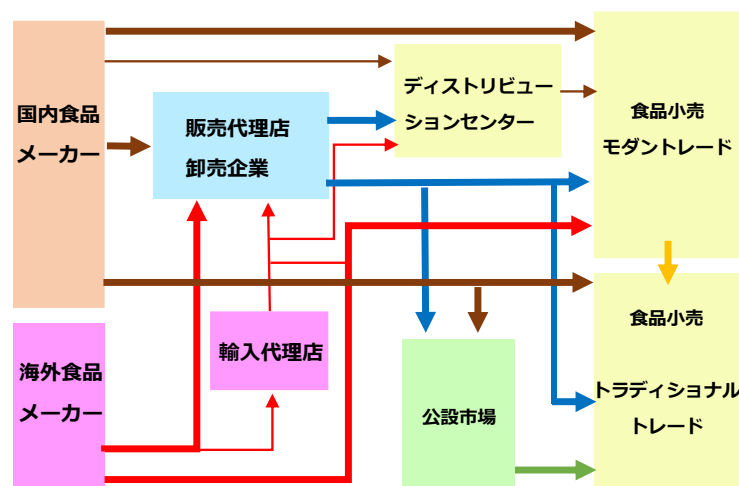 国内食品
メーカー
販売代理店
卸売企業
ディストリビュー
ションセンター
食品小売
モダントレード
海外食品
メーカー
輸入代理店
公設市場
食品小売
トラディショナル
トレード